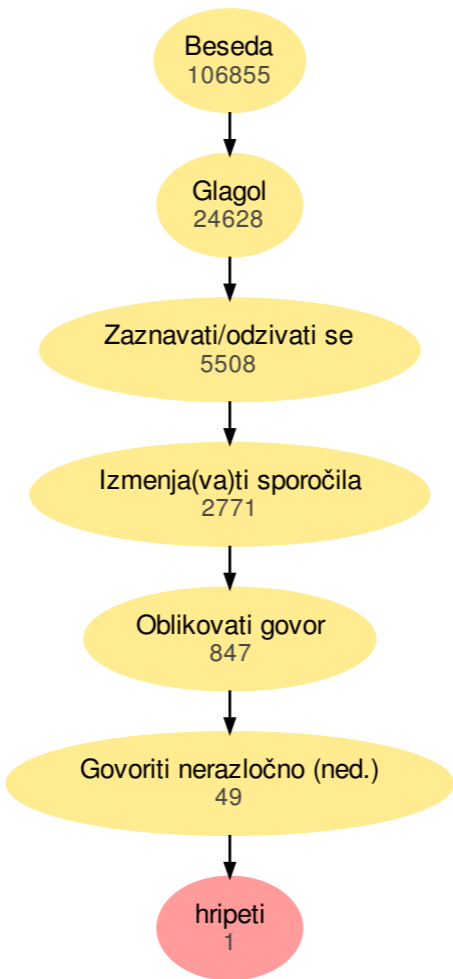 Beseda
106855
Glagol
24628
Zaznavati/odzivati se
5508
Izmenja(va)ti sporočila
2771
Oblikovati govor
847
Govoriti nerazločno (ned.)
49
hripeti
1